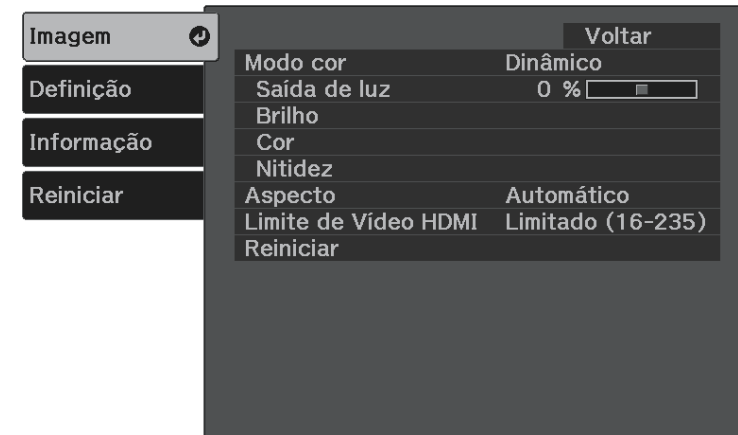 Imagem
Definição
Informação
Reiniciar
Voltar
Modo cor Dinâmico
Saída de luz 0 %
Brilho
Cor
Nitidez
Aspecto Automático
Limite de Vídeo HDMI Limitado (16-235)
Reiniciar